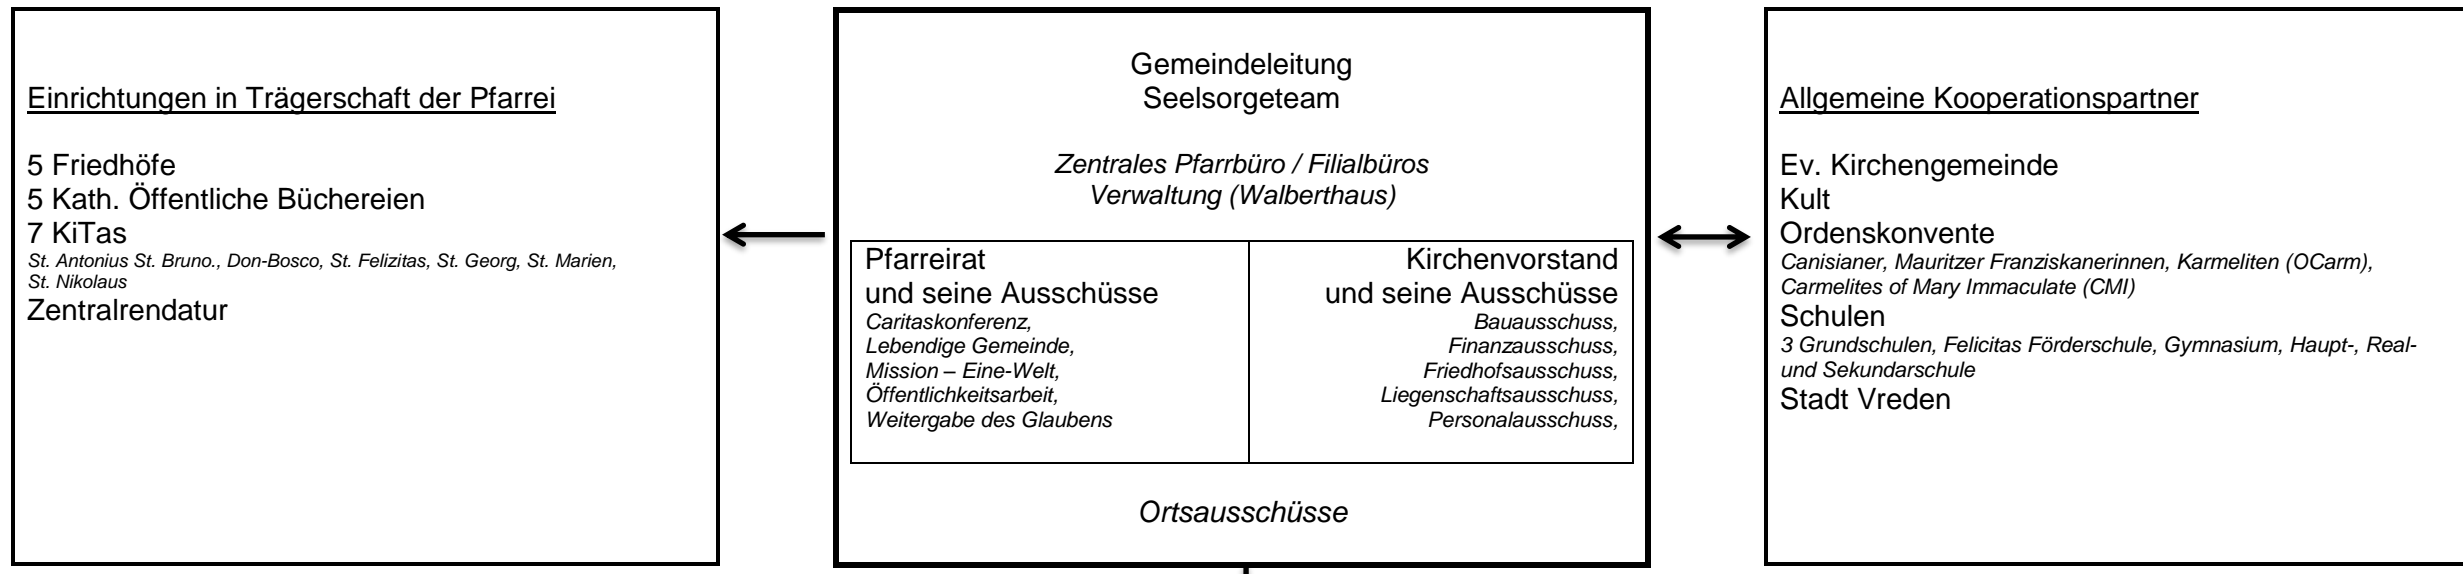 Einrichtungen in Trägerschaft der Pfarrei
5 Friedhöfe
5 Kath. Öffentliche Büchereien
7 KiTas
St. Antonius St. Bruno., Don-Bosco, St. Felizitas, St. Georg, St. Marien,
St. Nikolaus
Zentralrendatur
Gemeindeleitung
Seelsorgeteam
Zentrales Pfarrbüro / Filialbüros
Verwaltung (Walberthaus)
Pfarreirat
und seine Ausschüsse
Caritaskonferenz,
Lebendige Gemeinde,
Mission – Eine-Welt,
Öffentlichkeitsarbeit,
Weitergabe des Glaubens
Kirchenvorstand
und seine Ausschüsse
Bauausschuss,
Finanzausschuss,
Friedhofsausschuss,
Liegenschaftsausschuss,
Personalausschuss,
Ortsausschüsse
Allgemeine Kooperationspartner
Ev. Kirchengemeinde
Kult
Ordenskonvente
Canisianer, Mauritzer Franziskanerinnen, Karmeliten (OCarm),
Carmelites of Mary Immaculate (CMI)
Schulen
3 Grundschulen, Felicitas Förderschule, Gymnasium, Haupt-, Real-
und Sekundarschule
Stadt Vreden